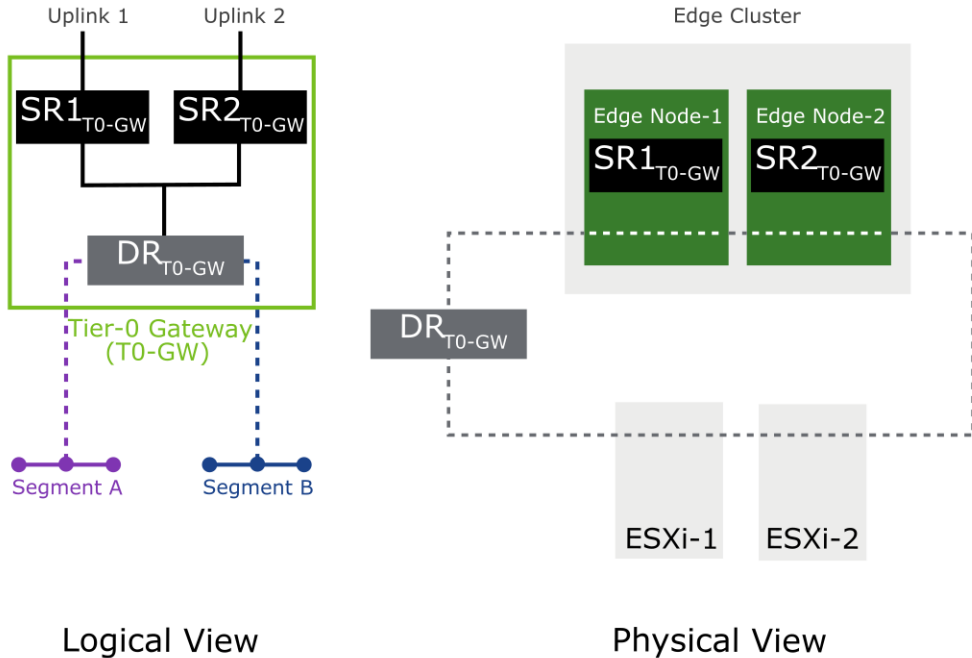 Uplink 1
Uplink 2
SR1T0-GW
SR2T0-GW
DRT0-GW
Tier-0 Gateway
(T0-GW)
Segment A
Segment B
Logical View
Edge Cluster
Edge Node-1
Edge Node-2
SR1T0-GW
SR2T0-GW
DRT0-GW
ESXi-1
ESXi-2
Physical View